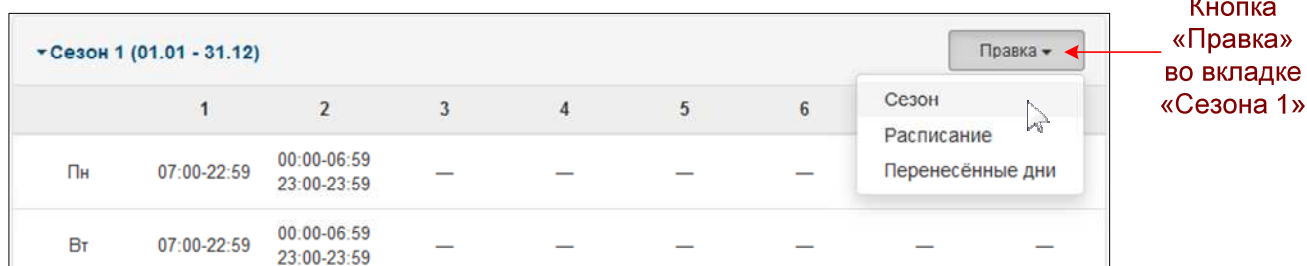 Кнопка
«Правка»
во вкладке
«Сезона 1»
Сезон 1 (01.01 - 31.12)
Правка
Сезон
Расписание
Перенесённые дни
1 2 3 4 5 6
Пн 07:00-22:59 00:00-06:59 — — — —
23:00-23:59
Вт 07:00-22:59 00:00-06:59 — — — — — —
23:00-23:59